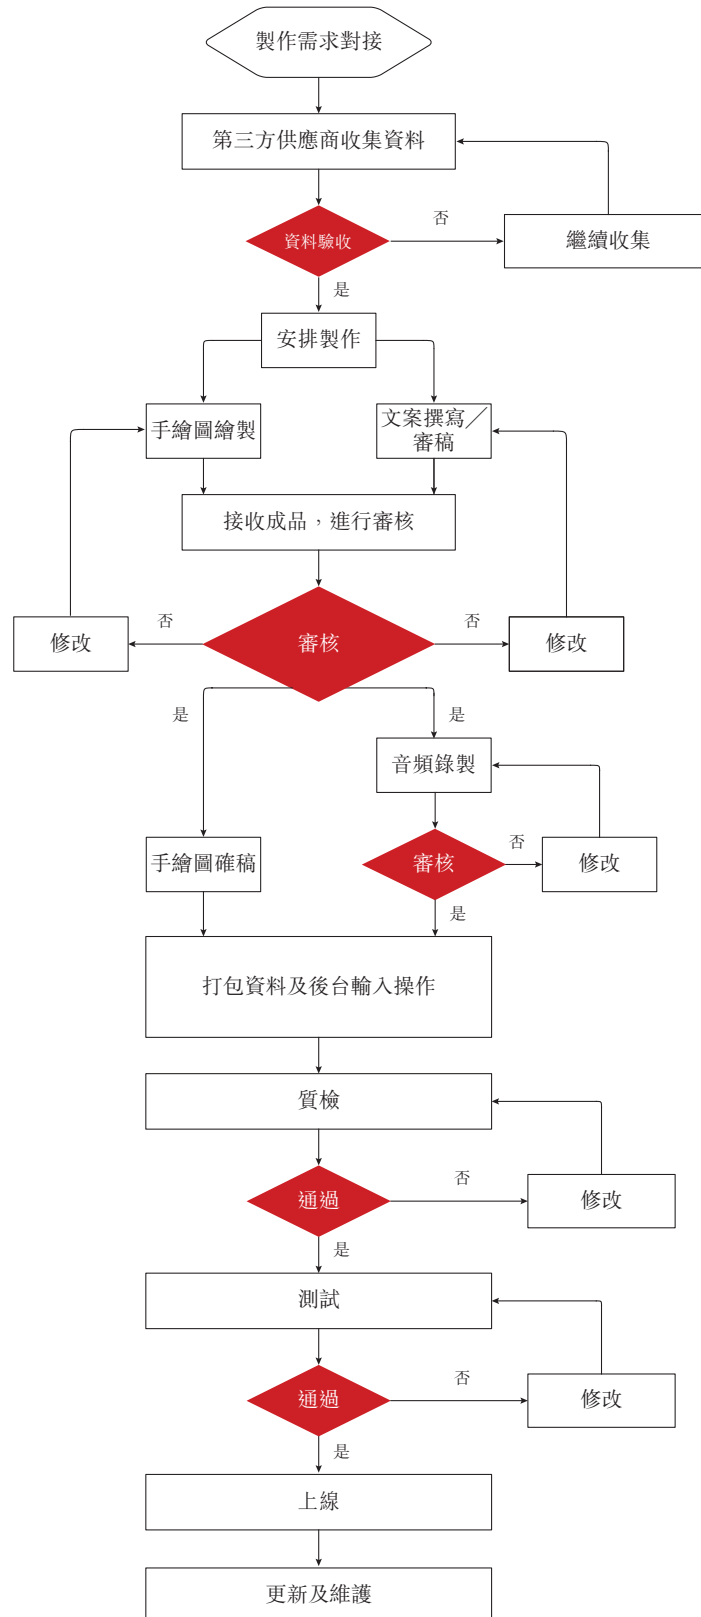 製作需求對接
第三方供應商收集資料
資料驗收
否
繼續收集
是
安排製作
手繪圖繪製
文案撰寫／
審稿
接收成品，進行審核
修改
否
審核
否
修改
是
是
音頻錄製
手繪圖確稿
審核
否
修改
是
打包資料及後台輸入操作
質檢
通過
否
修改
是
測試
通過
否
修改
是
上線
更新及維護